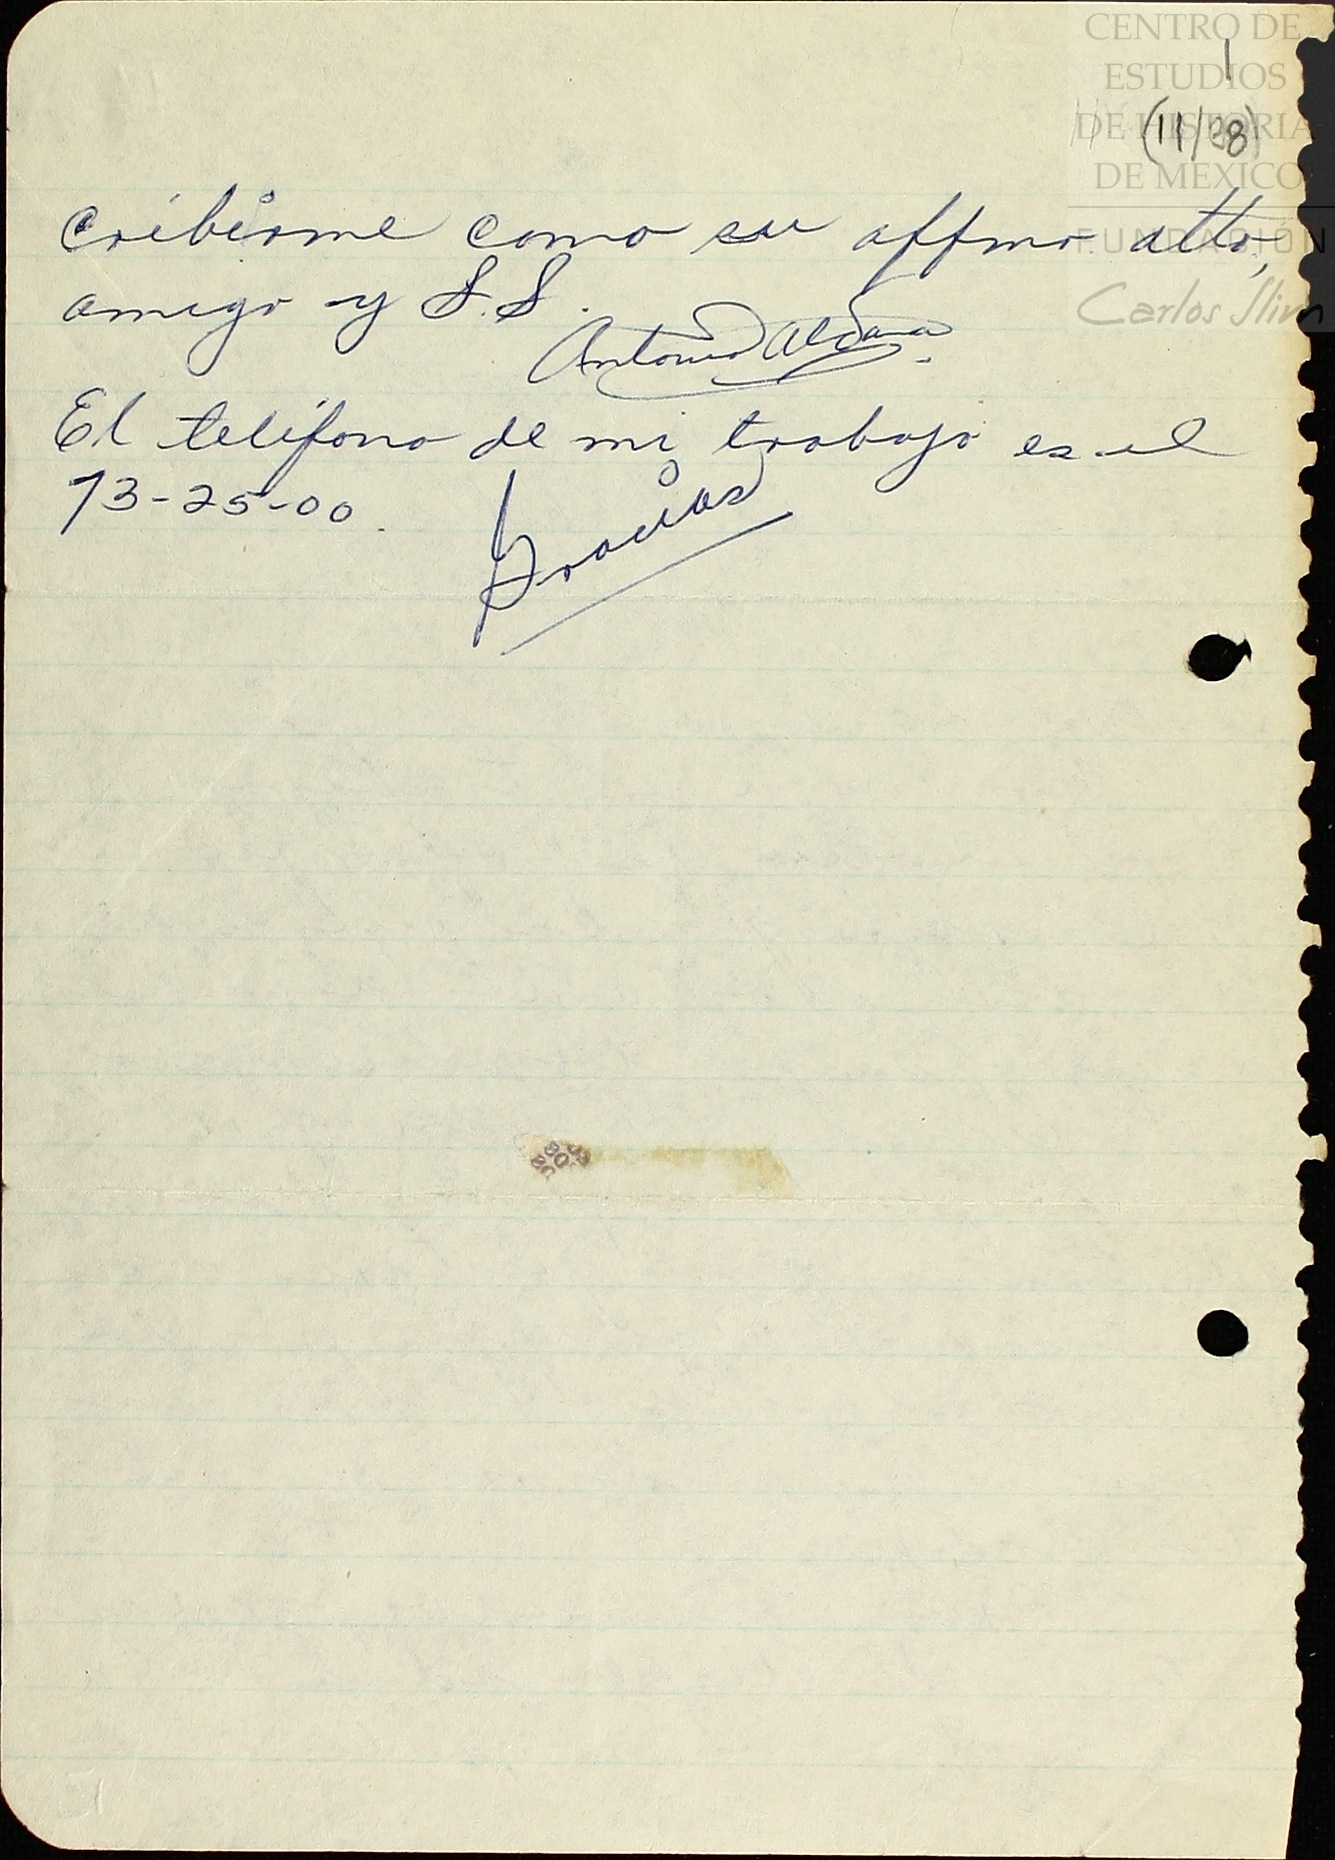 CENTRO DE
ESTUDIOS
DE HISTORIA
DE MEXICO
FUNDACIÓN
Carlos Slim
1
(11/28)
cribirme como su affmo atto,
amigo y S.S.
Antonio Aldana
El teléfono de mi trabajo es el
73-25-00.
Gracias